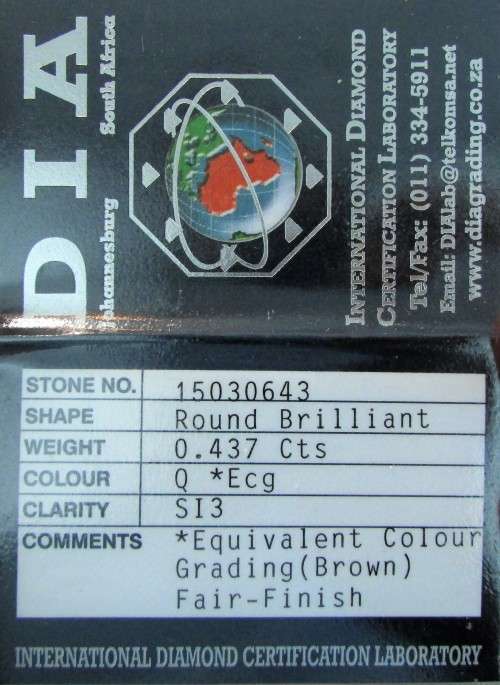 DIA
Johannesburg South Africa
INTERNATIONAL DIAMOND
CERTIFICATION LABORATORY
Tel/Fax: (011) 334-5911
Email: DIAlab@telkomsa.net
www.diagrading.co.za
STONE NO. 15030643
SHAPE Round Brilliant
WEIGHT 0.437 Cts
COLOUR Q *Ecg
CLARITY SI3
COMMENTS *Equivalent Colour
Grading(Brown)
Fair-Finish
INTERNATIONAL DIAMOND CERTIFICATION LABORATORY